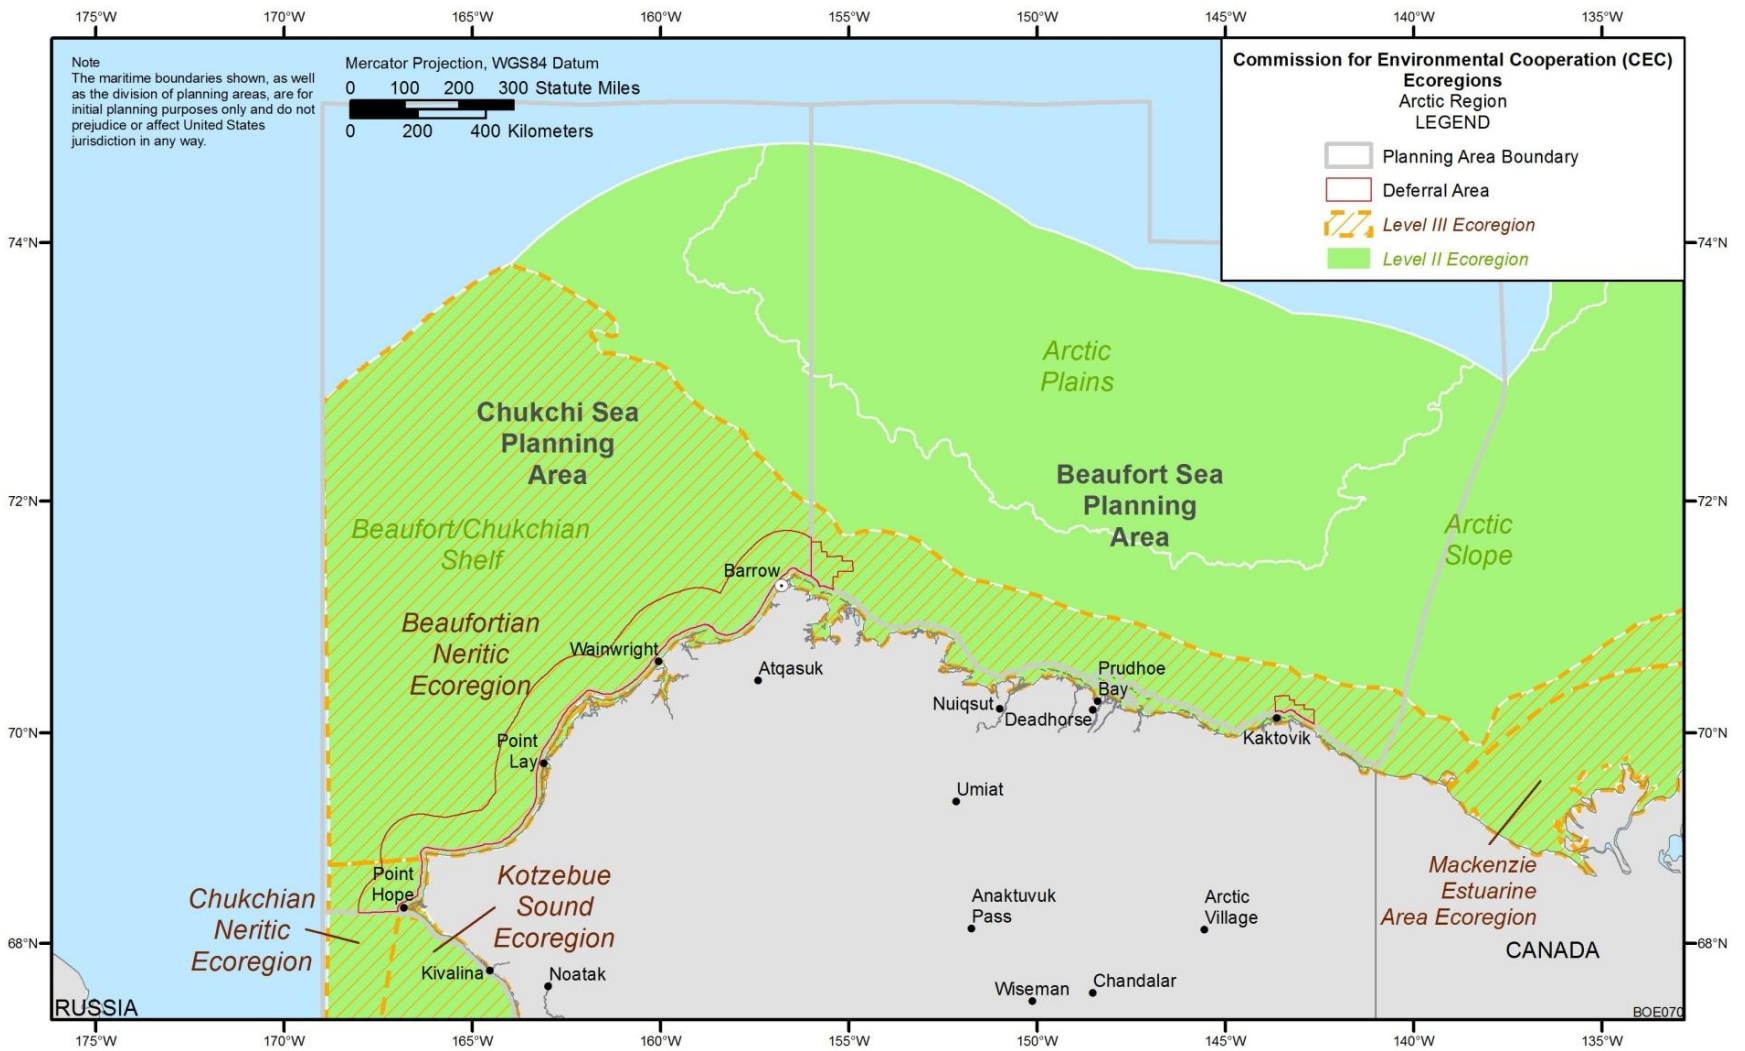 175°W 170°W 165°W 160°W 155°W 150°W 145°W 140°W 135°W
Note
The maritime boundaries shown, as well
as the division of planning areas, are for
initial planning purposes only and do not
prejudice or affect United States
jurisdiction in any way.
Mercator Projection, WGS84 Datum
0 100 200 300 Statute Miles
0 200 400 Kilometers
Commission for Environmental Cooperation (CEC)
Ecoregions
Arctic Region
LEGEND
Planning Area Boundary
Deferral Area
Level III Ecoregion
Level II Ecoregion
74°N 74°N
Arctic
Plains
Chukchi Sea
Planning
Area
Beaufort Sea
Planning
Area
72°N 72°N
Beaufort/Chukchian
Shelf
Arctic
Slope
Barrow
Beaufortian
Neritic
Ecoregion
Wainwright
Atqasuk
Prudhoe
Bay
Nuiqsut
Deadhorse
Kaktovik
70°N 70°N
Point
Lay
Umiat
Point
Hope
Kotzebue
Sound
Ecoregion
Chukchian
Neritic
Ecoregion
Anaktuvuk
Pass
Arctic
Village
Mackenzie
Estuarine
Area Ecoregion
68°N 68°N
CANADA
Kivalina
Noatak
Wiseman
Chandalar
RUSSIA
BOE070
175°W 170°W 165°W 160°W 155°W 150°W 145°W 140°W 135°W